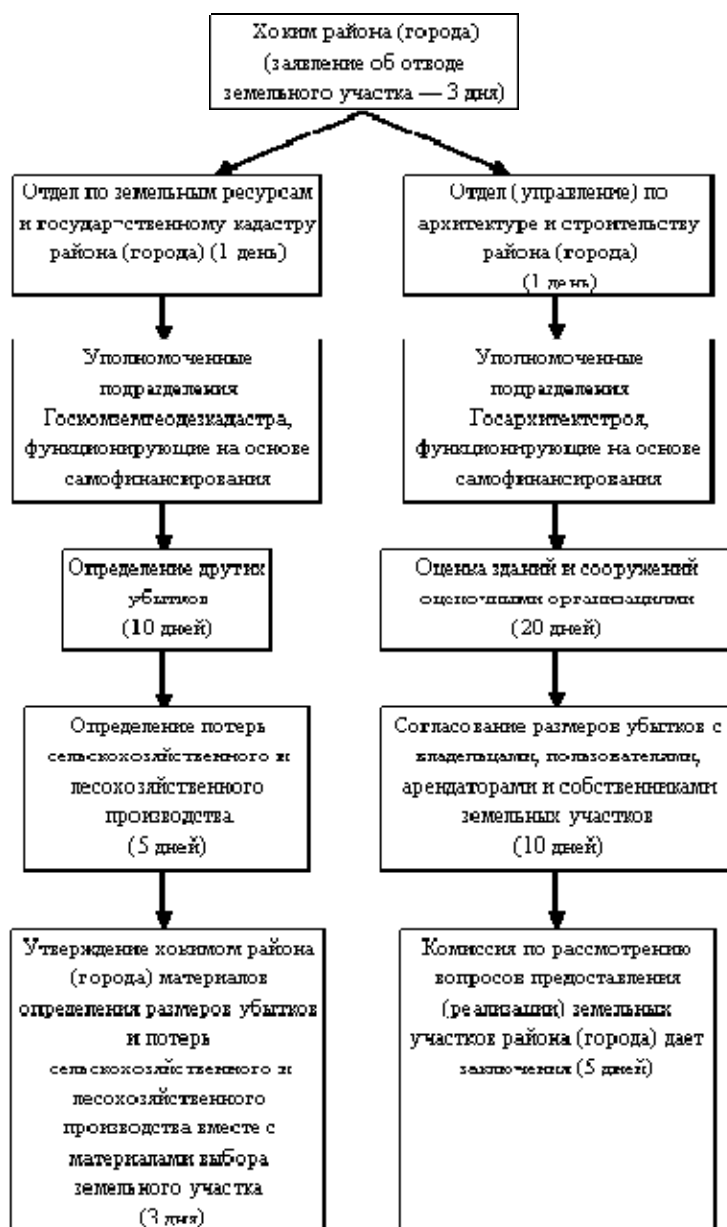 Хоким района (города)
(заявление об отводе
земельного участка — 3 дня)
Отдел по земельным ресурсам
и государ-ственному кадастру
района (города) (1 день)
Отдел (управление) по
архитектуре и строительству
района (города)
(1 день)
Уполномоченные
подразделения
Госкомземгеодезкадастра,
функционирующие на основе
самофинансирования
Уполномоченные
подразделения
Госархитектстроя,
функционирующие на основе
самофинансирования
Определение других
убытков
(10 дней)
Оценка зданий и сооружений
оценочными организациями
(20 дней)
Определение потерь
сельскохозяйственного и
лесохозяйственного
производства
(5 дней)
Согласование размеров убытков с
владельцами, пользователями,
арендаторами и собственниками
земельных участков
(10 дней)
Утверждение хокимом района
(города) материалов
определения размеров убытков
и потерь
сельскохозяйственного и
лесохозяйственного
производства вместе с
материалами выбора
земельного участка
(3 дня)
Комиссия по рассмотрению
вопросов предоставления
(реализации) земельных
участков района (города) дает
заключения (5 дней)